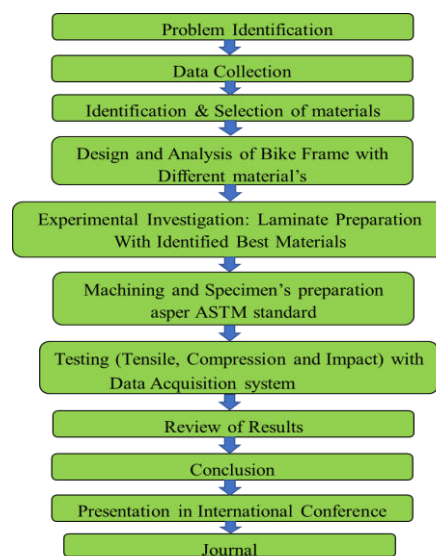 Problem Identification
Data Collection
Identification & Selection of materials
Design and Analysis of Bike Frame with
Different material's
Experimental Investigation: Laminate Preparation
With Identified Best Materials
Machining and Specimen's preparation
asper ASTM standard
Testing (Tensile, Compression and Impact) with
Data Acquisition system
Review of Results
Conclusion
Presentation in International Conference
Journal